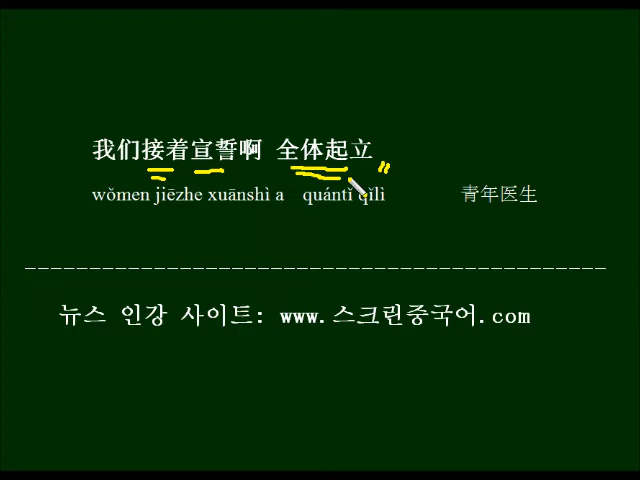 我们接着宣誓啊 全体起立
wǒmen jiēzhe xuānshì a quántǐ qǐlì 青年医生
뉴스 인강 사이트: www.스크린중국어.com